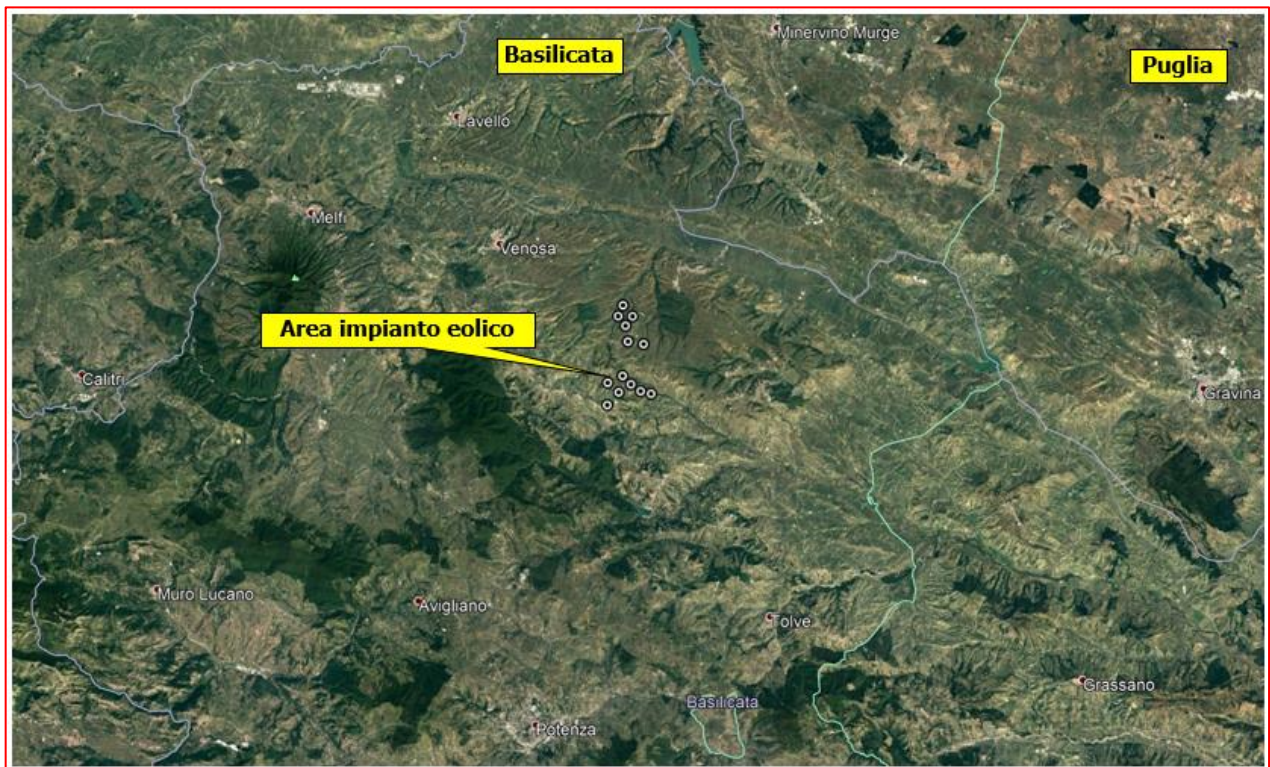 Minervino Murge
Basilicata
Puglia
Lavello
Melfi
Venosa
Area impianto eolico
Calitri
Gravina
Muro Lucano
Avigliano
Tolve
Grassano
Basilicata
Potenza